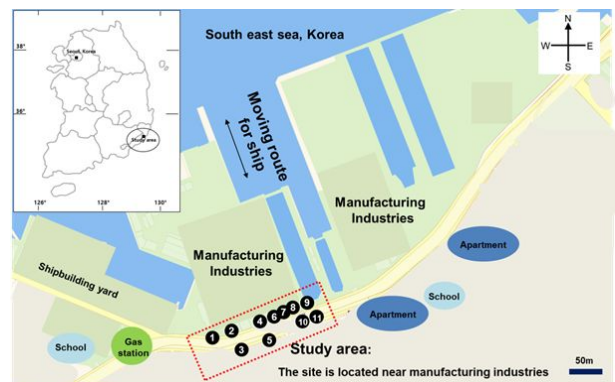 South east sea, Korea
N
W E
S
38°
Seoul, Korea
36°
Study area
126° 128° 130°
Moving route
for ship
Manufacturing
Industries
Manufacturing
Industries
Shipbuilding yard
Apartment
School
Apartment
School
Gas
station
1 2 3 4 5 6 7 8 9 10 11
Study area:
The site is located near manufacturing industries
50m